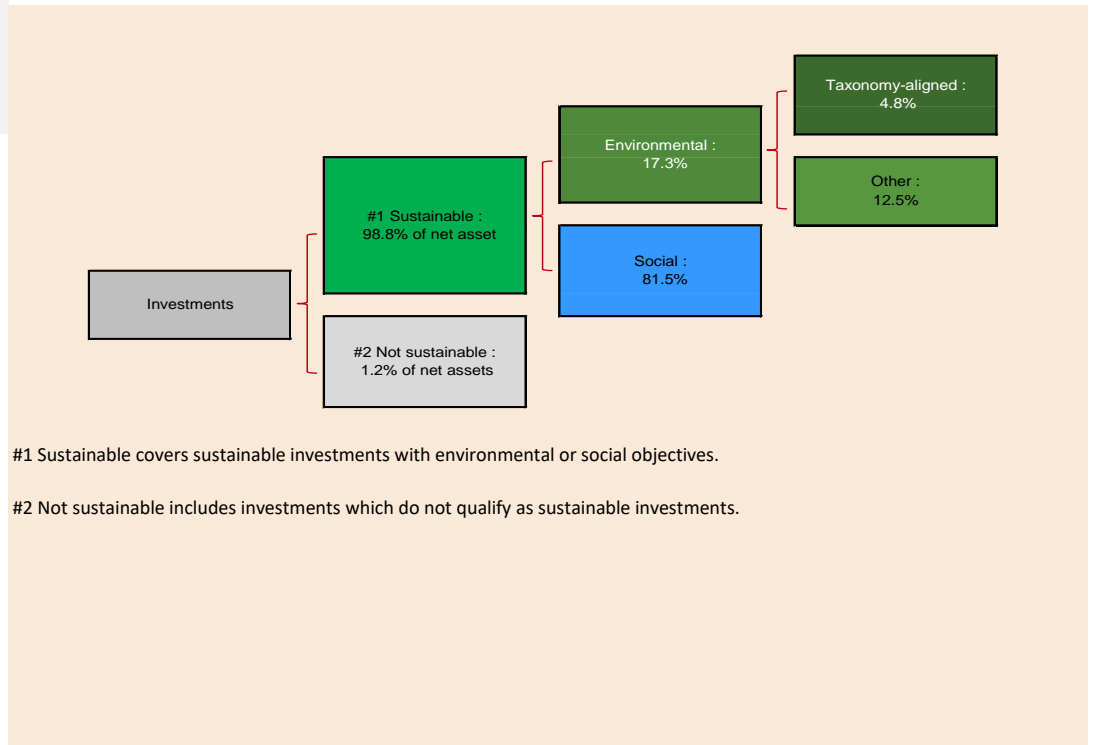 Taxonomy-aligned :
4.8%
Environmental :
17.3%
Other :
12.5%
#1 Sustainable :
98.8% of net asset
Social :
81.5%
Investments
#2 Not sustainable :
1.2% of net assets
#1 Sustainable covers sustainable investments with environmental or social objectives.
#2 Not sustainable includes investments which do not qualify as sustainable investments.